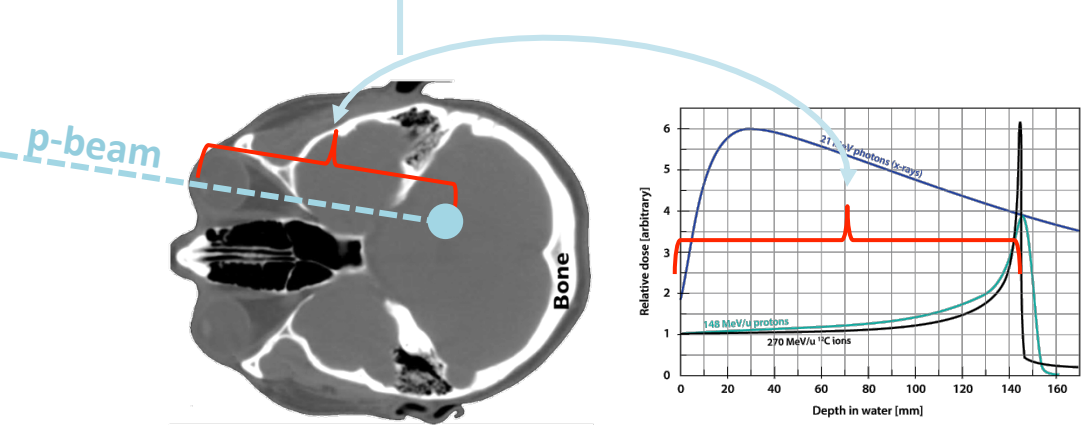 p-beam
Bone
Relative dose [arbitrary]
6
5
4
3
2
1
0
21 MeV photons (x-rays)
148 MeV/u protons
270 MeV/u ¹²C ions
0 20 40 60 80 100 120 140 160
Depth in water [mm]